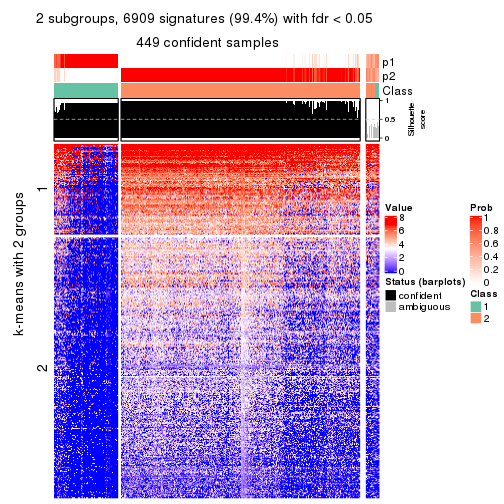 2 subgroups, 6909 signatures (99.4%) with fdr < 0.05
449 confident samples
p1
p2
Class
1
0.5
0
Silhouette
score
k-means with 2 groups
1
2
Value
8
6
4
2
0
Status (barplots)
confident
ambiguous
Prob
1
0.8
0.6
0.4
0.2
0
Class
1
2